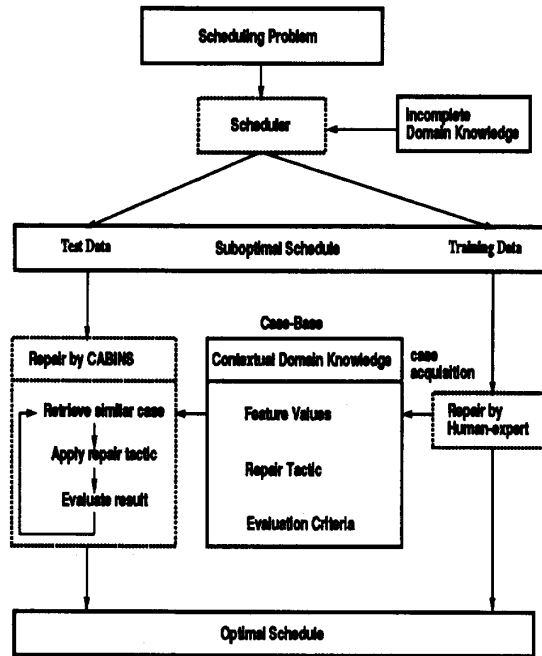 Scheduling Problem
Scheduler
Incomplete
Domain Knowledge
Test Data
Suboptimal Schedule
Training Data
Case-Base
Repair by CABINS
Contextual Domain Knowledge
case
acquisition
Retrieve similar case
Apply repair tactic
Evaluate result
Feature Values
Repair Tactic
Evaluation Criteria
Repair by
Human-expert
Optimal Schedule